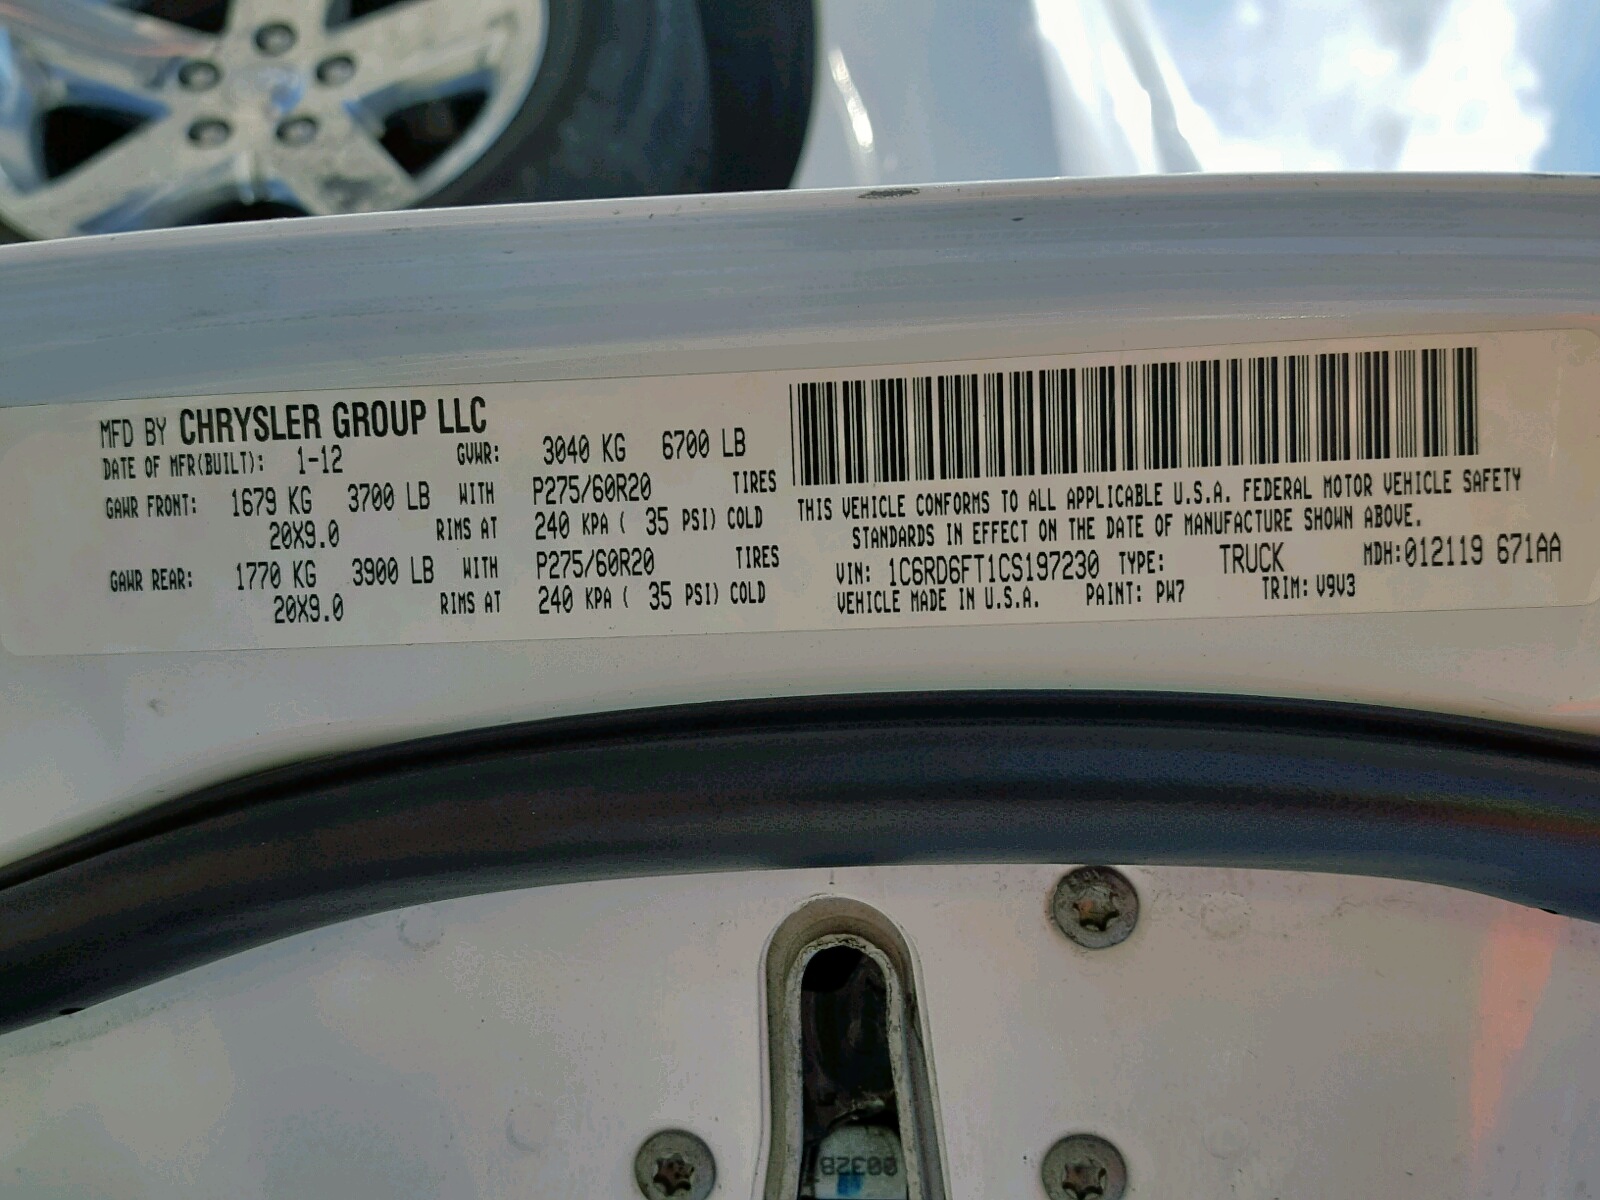 MFD BY CHRYSLER GROUP LLC
DATE OF MFR(BUILT): 1-12 GVWR: 3040 KG 6700 LB
GAWR FRONT: 1679 KG 3700 LB WITH P275/60R20 TIRES
20X9.0 RIMS AT 240 KPA ( 35 PSI) COLD
GAWR REAR: 1770 KG 3900 LB WITH P275/60R20 TIRES
20X9.0 RIMS AT 240 KPA ( 35 PSI) COLD
THIS VEHICLE CONFORMS TO ALL APPLICABLE U.S.A. FEDERAL MOTOR VEHICLE SAFETY
STANDARDS IN EFFECT ON THE DATE OF MANUFACTURE SHOWN ABOVE.
VIN: 1C6RD6FT1CS197230 TYPE: TRUCK MDH:012119 671AA
VEHICLE MADE IN U.S.A. PAINT: PW7 TRIM: V9V3